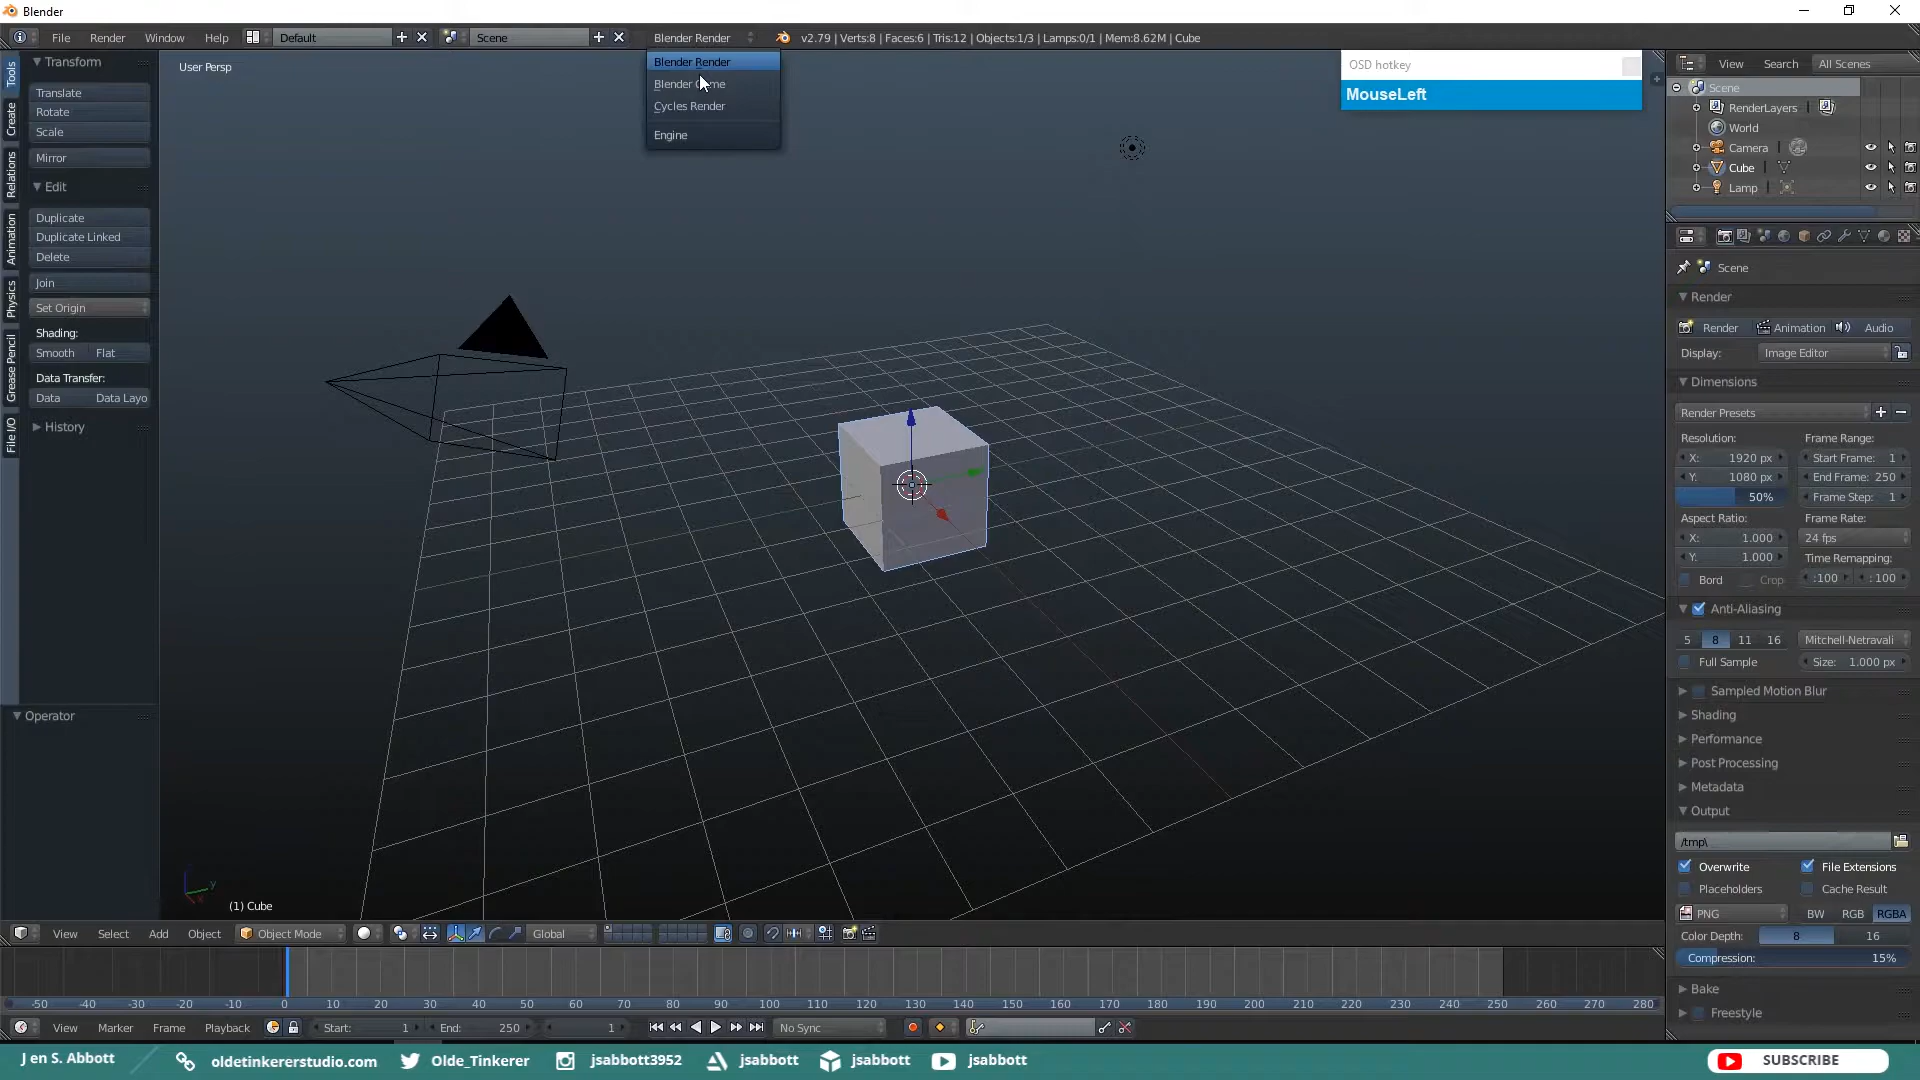 Blender
File Render Window Help Default Scene Blender Render v2.79 | Verts:8 | Faces:6 | Tris:12 | Objects:1/3 | Lamps:0/1 | Mem:8.62M | Cube
Blender Render
Cycles Render
Engine
User Persp
OSD hotkey
MouseLeft
Tools
Create
Relations
Animation
Physics
Grease Pencil
File I/O
Transform
Translate
Rotate
Scale
Mirror
Edit
Duplicate
Duplicate Linked
Delete
Join
Set Origin
Shading:
Smooth Flat
Data Transfer:
Data Data Layo
History
Operator
(1) Cube
View Search All Scenes
Scene
RenderLayers
World
Camera
Cube
Lamp
Scene
Render
Render Animation Audio
Display: Image Editor
Dimensions
Render Presets
Resolution: Frame Range:
X: 1920 px Start Frame: 1
Y: 1080 px End Frame: 250
50% Frame Step: 1
Aspect Ratio: Frame Rate:
X: 1.000 24 fps
Y: 1.000 Time Remapping:
Bord Crop :100 :100
Anti-Aliasing
5 8 11 16 Mitchell-Netravali
Full Sample Size: 1.000 px
Sampled Motion Blur
Shading
Performance
Post Processing
Metadata
Output
/tmp\
Overwrite File Extensions
Placeholders Cache Result
PNG BW RGB RGBA
Color Depth: 8 16
Compression: 15%
Bake
Freestyle
View Select Add Object Object Mode Global
-50 -40 -30 -20 -10 0 10 20 30 40 50 60 70 80 90 100 110 120 130 140 150 160 170 180 190 200 210 220 230 240 250 260 270 280
View Marker Frame Playback Start: 1 End: 250 1 No Sync
J en S. Abbott oldetinkererstudio.com Olde_Tinkerer jsabbott3952 jsabbott jsabbott jsabbott SUBSCRIBE